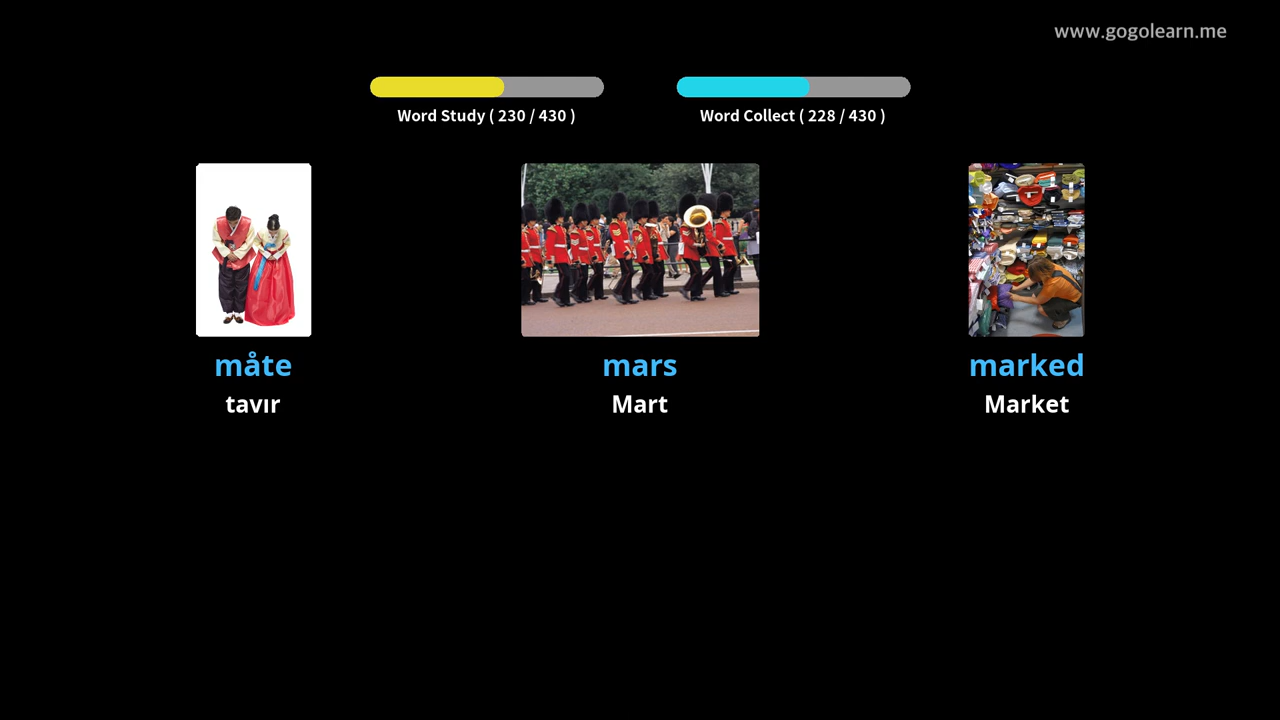 www.gogolearn.me
Word Study ( 230 / 430 )
Word Collect ( 228 / 430 )
måte
mars
marked
tavır
Mart
Market